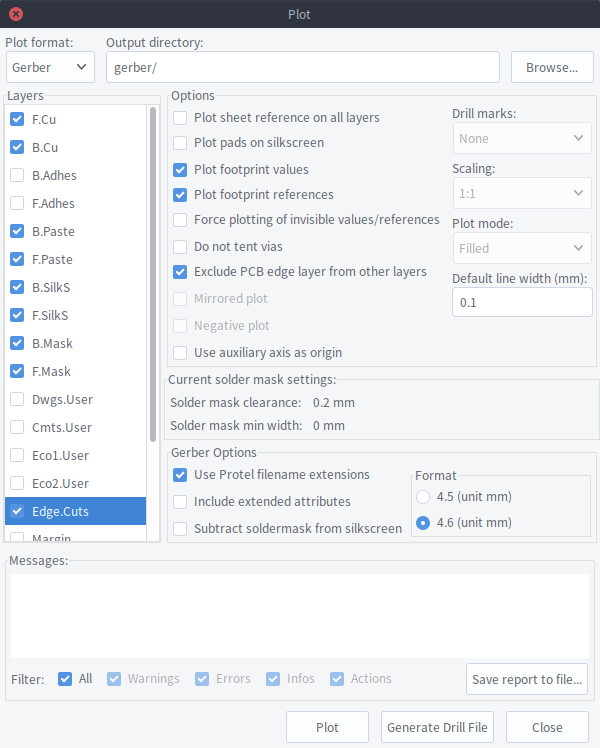 Plot
Plot format:
Output directory:
Gerber
gerber/
Browse...
Layers
F.Cu
B.Cu
B.Adhes
F.Adhes
B.Paste
F.Paste
B.SilkS
F.SilkS
B.Mask
F.Mask
Dwgs.User
Cmts.User
Eco1.User
Eco2.User
Edge.Cuts
Margin
Options
Plot sheet reference on all layers
Plot pads on silkscreen
Plot footprint values
Plot footprint references
Force plotting of invisible values/references
Do not tent vias
Exclude PCB edge layer from other layers
Mirrored plot
Negative plot
Use auxiliary axis as origin
Drill marks:
None
Scaling:
1:1
Plot mode:
Filled
Default line width (mm):
0.1
Current solder mask settings:
Solder mask clearance: 0.2 mm
Solder mask min width: 0 mm
Gerber Options
Use Protel filename extensions
Include extended attributes
Subtract soldermask from silkscreen
Format
4.5 (unit mm)
4.6 (unit mm)
Messages:
Filter: All Warnings Errors Infos Actions
Save report to file...
Plot
Generate Drill File
Close